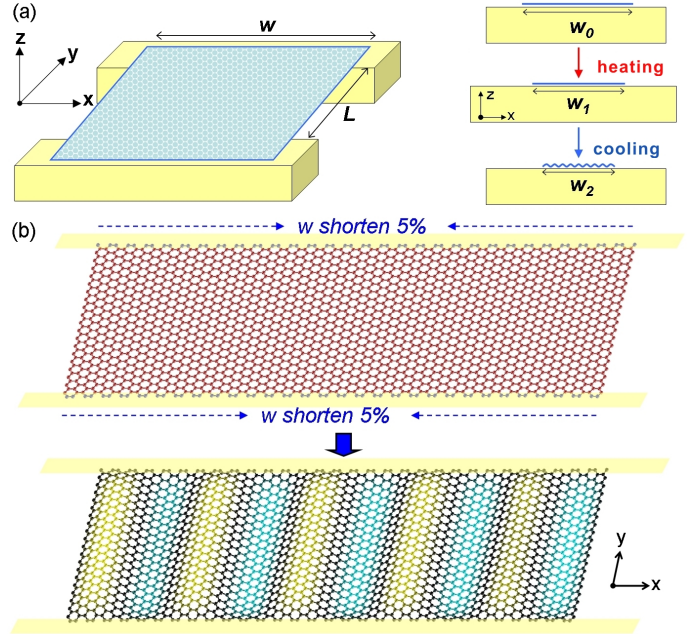 (a)
w
z
y
x
L
w0
heating
w1
z
x
cooling
w2
(b)
w shorten 5%
w shorten 5%
y
x